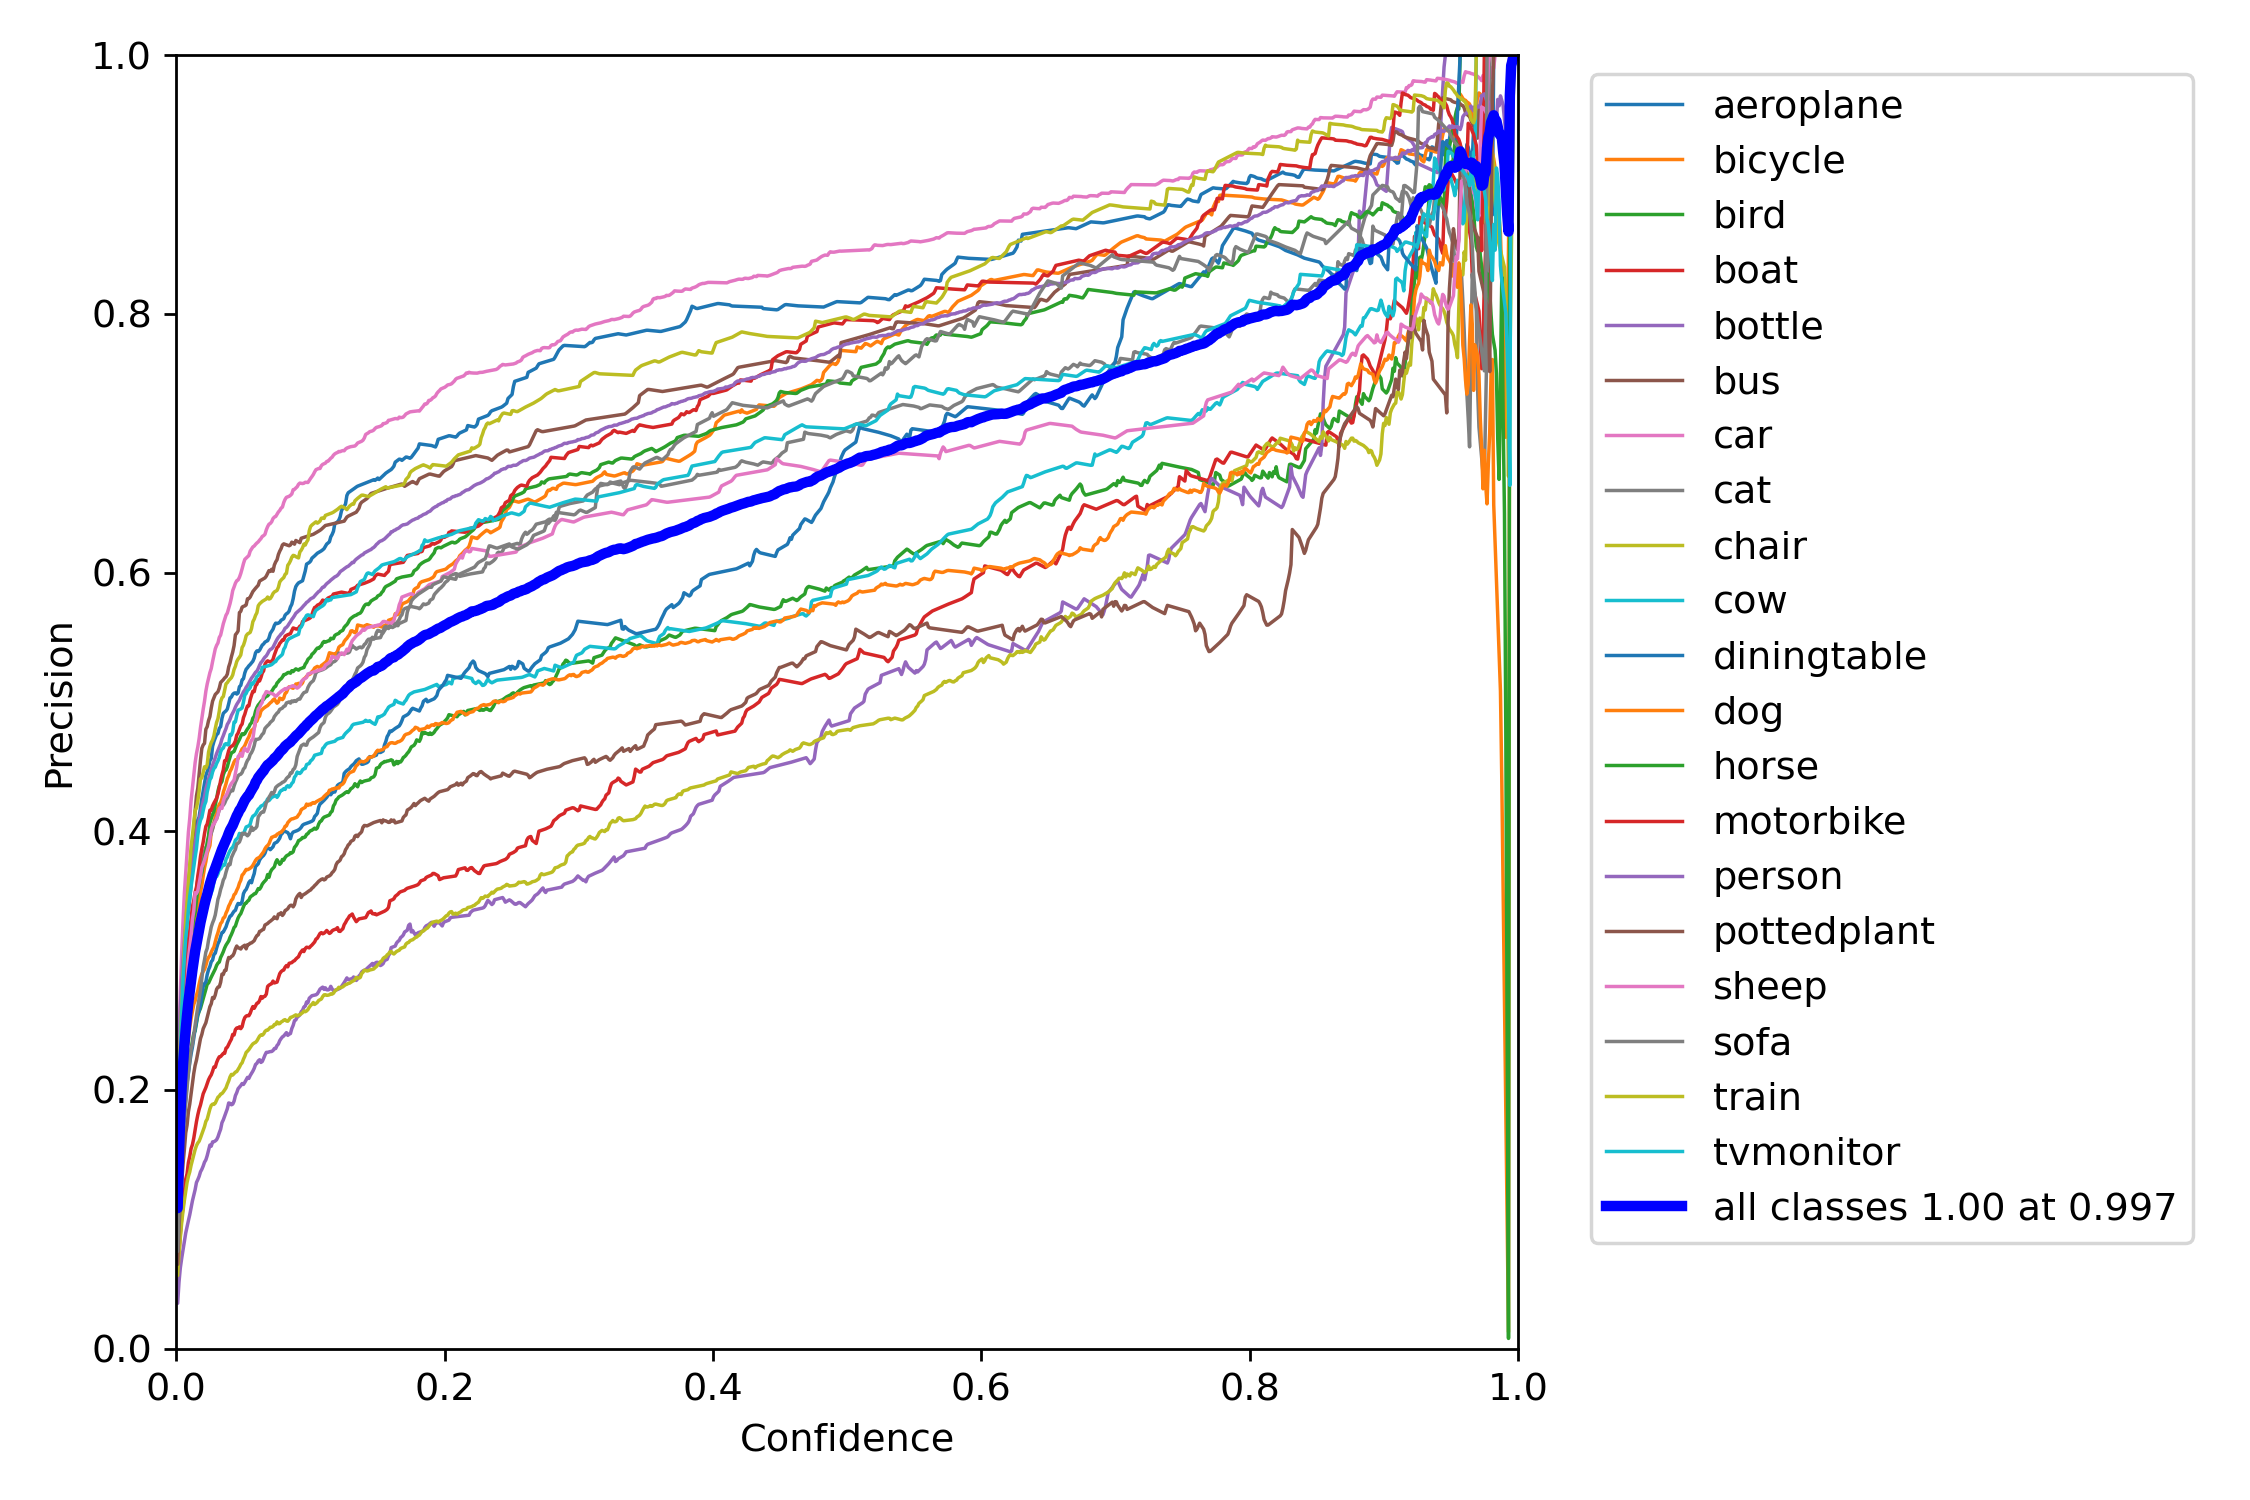 1.0
0.8
0.6
0.4
0.2
0.0
Precision
0.0 0.2 0.4 0.6 0.8 1.0
Confidence
aeroplane
bicycle
bird
boat
bottle
bus
car
cat
chair
cow
diningtable
dog
horse
motorbike
person
pottedplant
sheep
sofa
train
tvmonitor
all classes 1.00 at 0.997